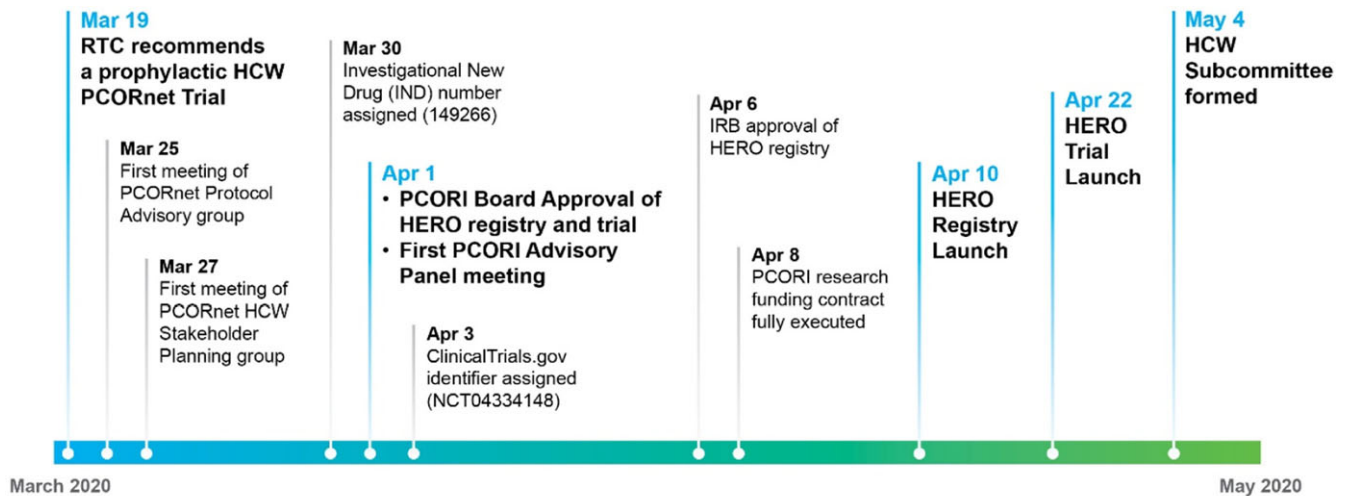 Mar 19
RTC recommends
a prophylactic HCW
PCORnet Trial
Mar 25
First meeting of
PCORnet Protocol
Advisory group
Mar 27
First meeting of
PCORnet HCW
Stakeholder
Planning group
Mar 30
Investigational New
Drug (IND) number
assigned (149266)
Apr 1
• PCORI Board Approval of
HERO registry and trial
• First PCORI Advisory
Panel meeting
Apr 3
ClinicalTrials.gov
identifier assigned
(NCT04334148)
Apr 6
IRB approval of
HERO registry
Apr 8
PCORI research
funding contract
fully executed
Apr 10
HERO
Registry
Launch
Apr 22
HERO
Trial
Launch
May 4
HCW
Subcommittee
formed
March 2020
May 2020